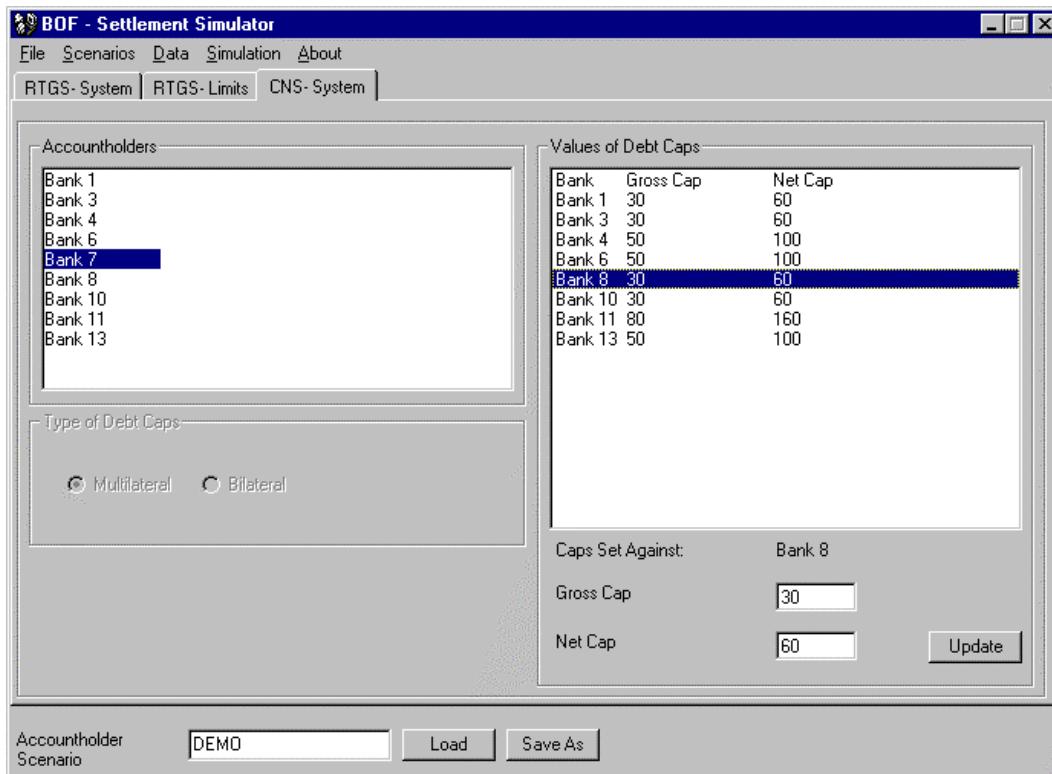 BOF - Settlement Simulator
File Scenarios Data Simulation About
RTGS- System RTGS- Limits CNS- System
Accountholders
Bank 1
Bank 3
Bank 4
Bank 6
Bank 7
Bank 8
Bank 10
Bank 11
Bank 13
Type of Debt Caps
Multilateral Bilateral
Values of Debt Caps
Bank Gross Cap Net Cap
Bank 1 30 60
Bank 3 30 60
Bank 4 50 100
Bank 6 50 100
Bank 8 30 60
Bank 10 30 60
Bank 11 80 160
Bank 13 50 100
Caps Set Against: Bank 8
Gross Cap 30
Net Cap 60 Update
Accountholder
Scenario DEMO Load Save As